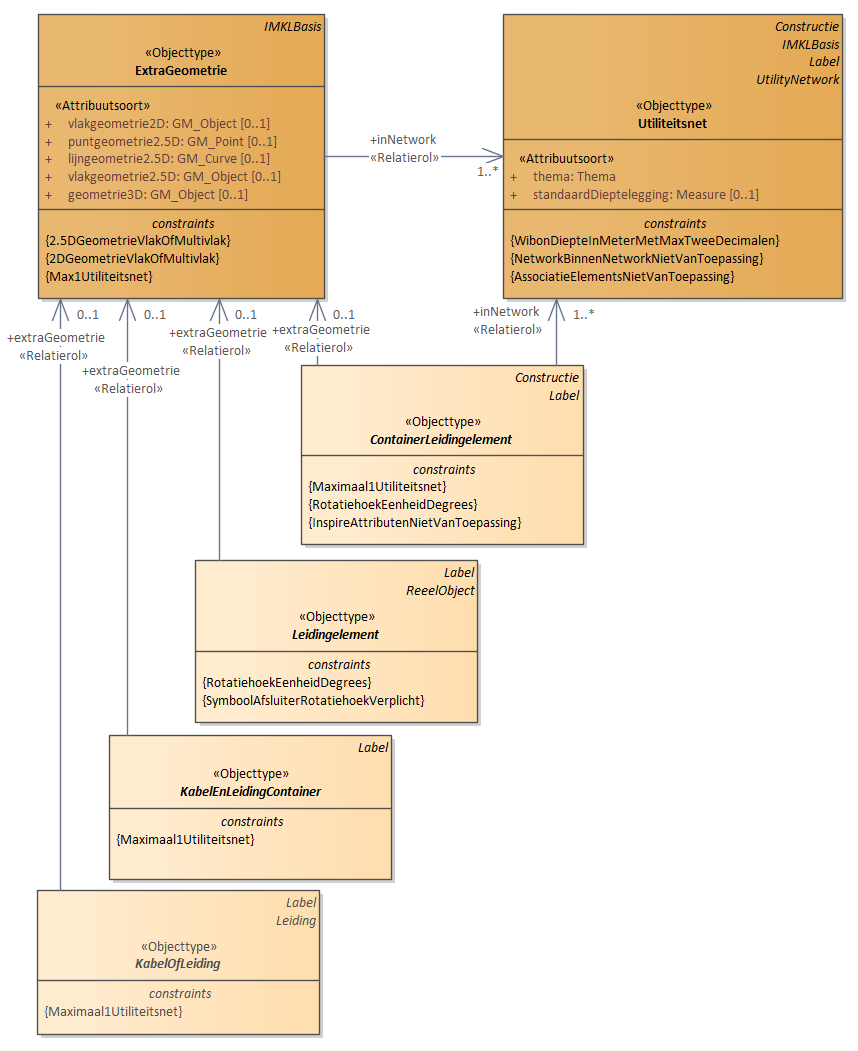 IMKLBasis
«Objecttype»
ExtraGeometrie
«Attribuutsoort»
+ vlakgeometrie2D: GM_Object [0..1]
+ puntgeometrie2.5D: GM_Point [0..1]
+ lijngeometrie2.5D: GM_Curve [0..1]
+ vlakgeometrie2.5D: GM_Object [0..1]
+ geometrie3D: GM_Object [0..1]
constraints
{2.5DGeometrieVlakOfMultivlak}
{2DGeometrieVlakOfMultivlak}
{Max1Utiliteitsnet}
+inNetwork
«Relatierol»
1..*
Constructie
IMKLBasis
Label
UtilityNetwork
«Objecttype»
Utiliteitsnet
«Attribuutsoort»
+ thema: Thema
+ standaardDieptelegging: Measure [0..1]
constraints
{WibonDiepteInMeterMetMaxTweeDecimalen}
{NetworkBinnenNetworkNietVanToepassing}
{AssociatieElementsNietVanToepassing}
0..1
+extraGeometrie
«Relatierol»
0..1
+extraGeometrie
«Relatierol»
0..1
+extraGeometrie
«Relatierol»
0..1
+extraGeometrie
«Relatierol»
+inNetwork
«Relatierol»
1..*
Constructie
Label
«Objecttype»
ContainerLeidingelement
constraints
{Maximaal1Utiliteitsnet}
{RotatiehoekEenheidDegrees}
{InspireAttributenNietVanToepassing}
Label
ReeelObject
«Objecttype»
Leidingelement
constraints
{RotatiehoekEenheidDegrees}
{SymboolAfsluiterRotatiehoekVerplicht}
Label
«Objecttype»
KabelEnLeidingContainer
constraints
{Maximaal1Utiliteitsnet}
Label
Leiding
«Objecttype»
KabelOfLeiding
constraints
{Maximaal1Utiliteitsnet}